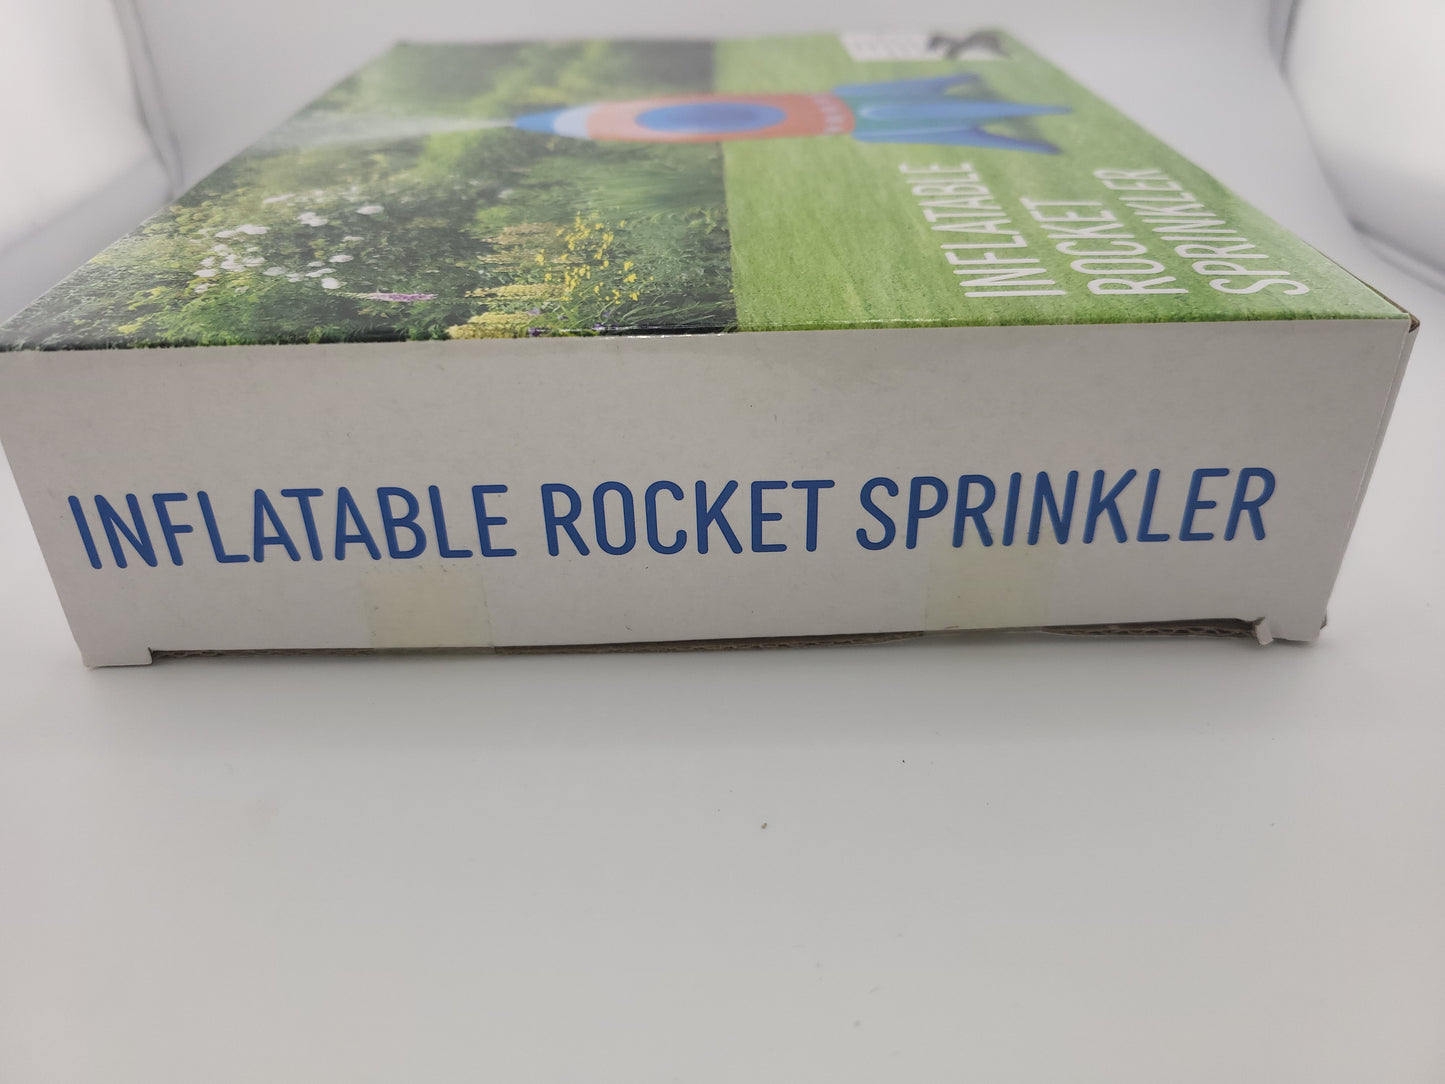 INFLATABLE
ROCKET
SPRINKLER
INFLATABLE ROCKET SPRINKLER